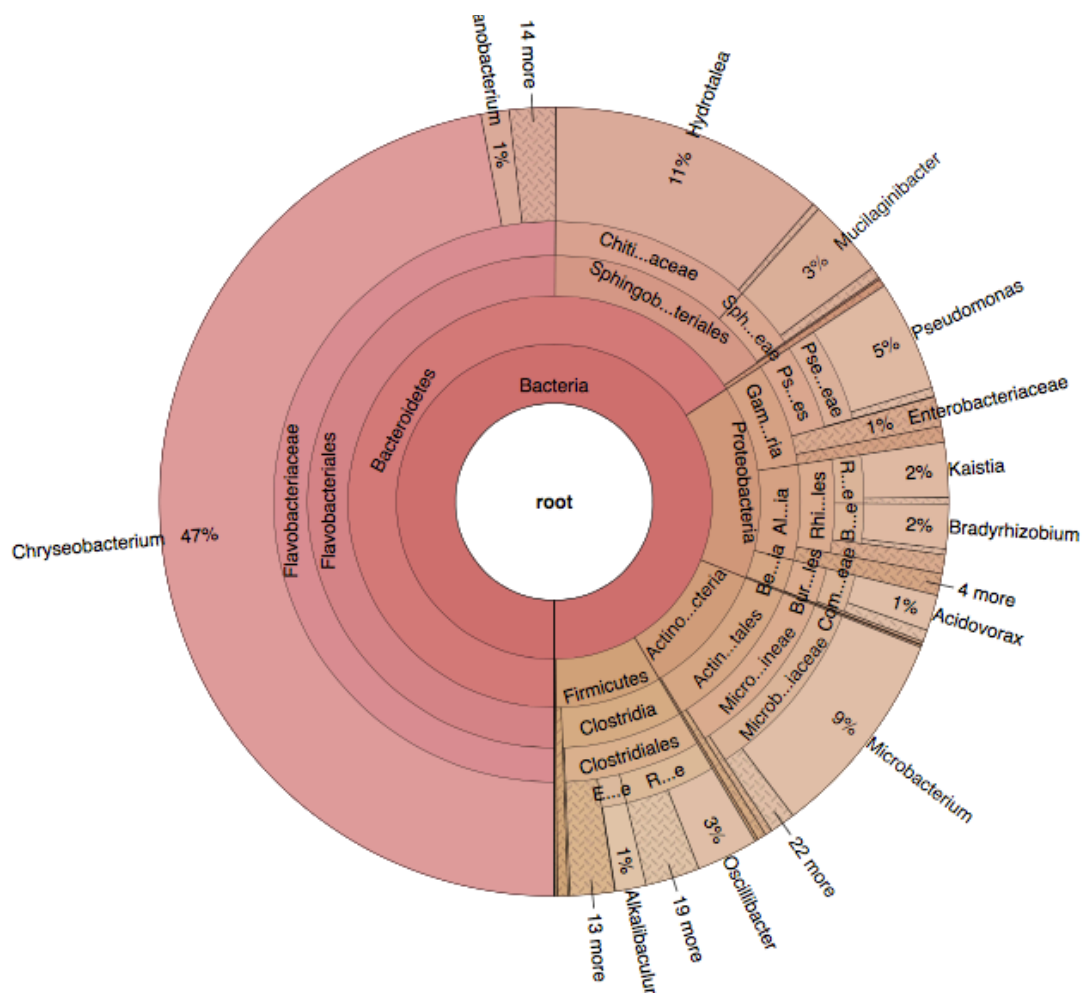 anobacterium
1%
14 more
Hydrotalea
11%
Mucilaginibacter
3%
Pseudomonas
5%
Enterobacteriaceae
1%
Kaistia
2%
Bradyrhizobium
2%
4 more
Acidovorax
1%
Microbacterium
9%
22 more
Oscillibacter
3%
19 more
Alkalibaculum
1%
13 more
Chryseobacterium 47%
Flavobacteriaceae
Flavobacteriales
Bacteroidetes
Bacteria
root
Chiti...aceae
Sphingob...teriales
Sph...eae
Pse...eae
Ps...es
Gam...ria
Proteobacteria
Al...ia
Rhi...les
R...e
B...e
Be...ia
Bur...les
Com...eae
Actino...cteria
Actin...tales
Micro...ineae
Microb...iaceae
Firmicutes
Clostridia
Clostridiales
E...e
R...e